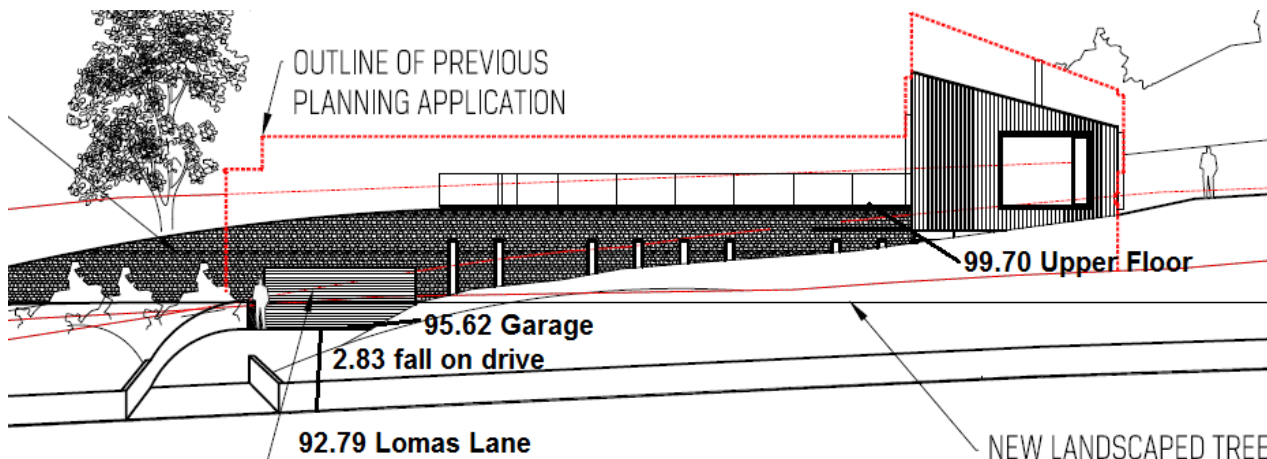 OUTLINE OF PREVIOUS
PLANNING APPLICATION
99.70 Upper Floor
95.62 Garage
2.83 fall on drive
92.79 Lomas Lane
NEW LANDSCAPED TREE